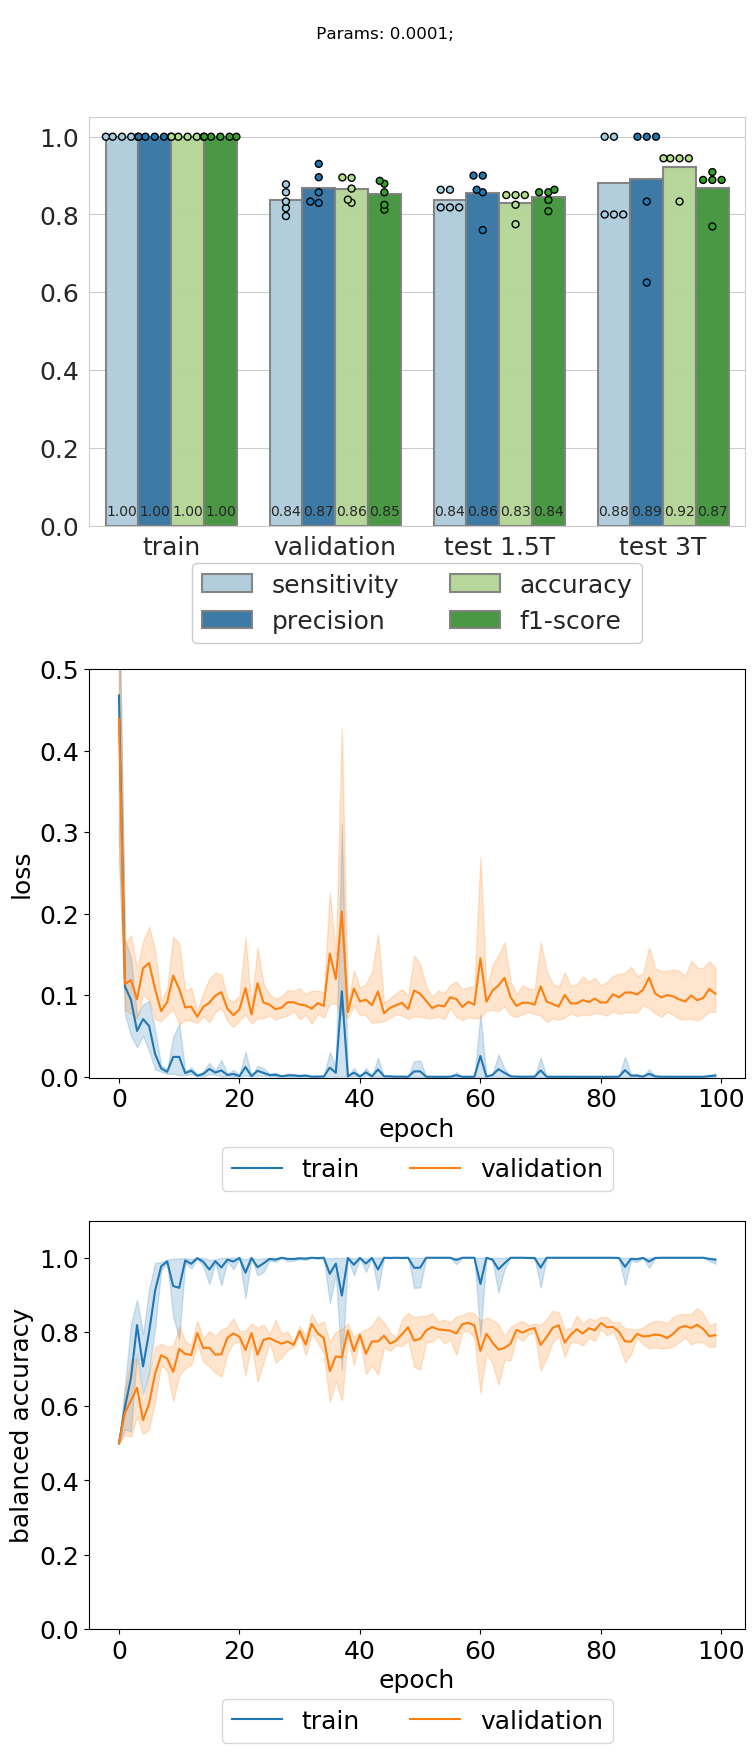 Params: 0.0001;
1.0
0.8
0.6
0.4
0.2
0.0
1.00 1.00 1.00 1.00 0.84 0.87 0.86 0.85 0.84 0.86 0.83 0.84 0.88 0.89 0.92 0.87
train validation test 1.5T test 3T
sensitivity accuracy
precision f1-score
0.5
0.4
0.3
0.2
0.1
0.0
loss
0 20 40 60 80 100
epoch
train validation
1.0
0.8
0.6
0.4
0.2
0.0
balanced accuracy
0 20 40 60 80 100
epoch
train validation